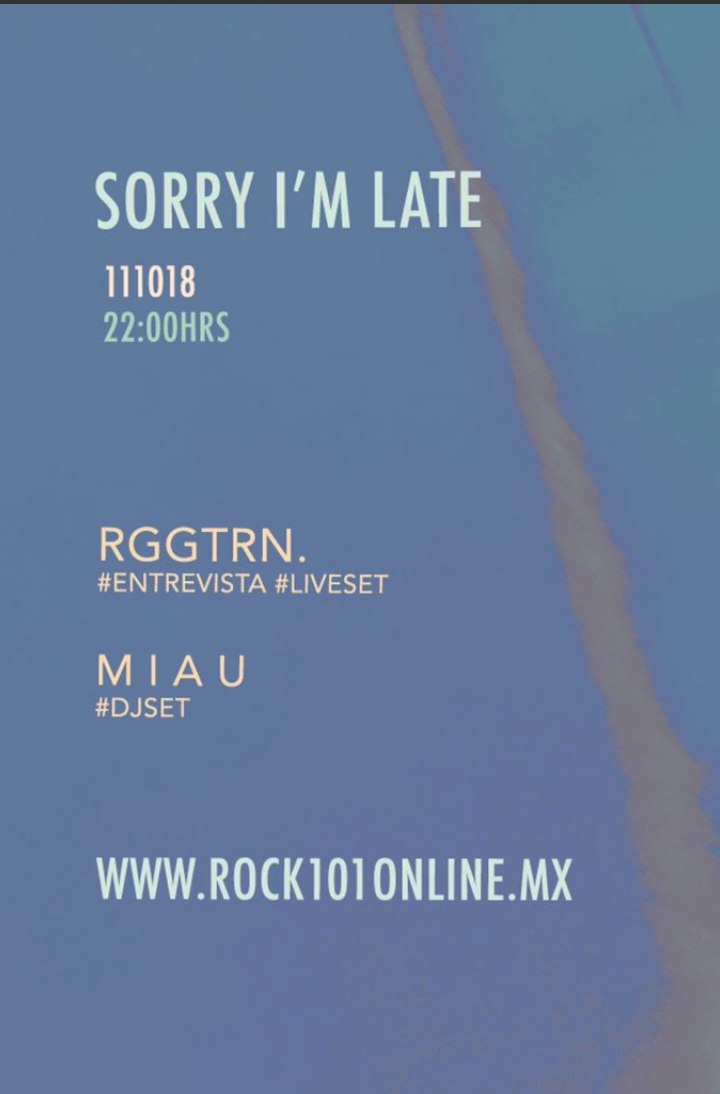 SORRY I'M LATE
111018
22:00HRS
RGGTRN.
#ENTREVISTA #LIVESET
M I A U
#DJSET
WWW.ROCK101ONLINE.MX